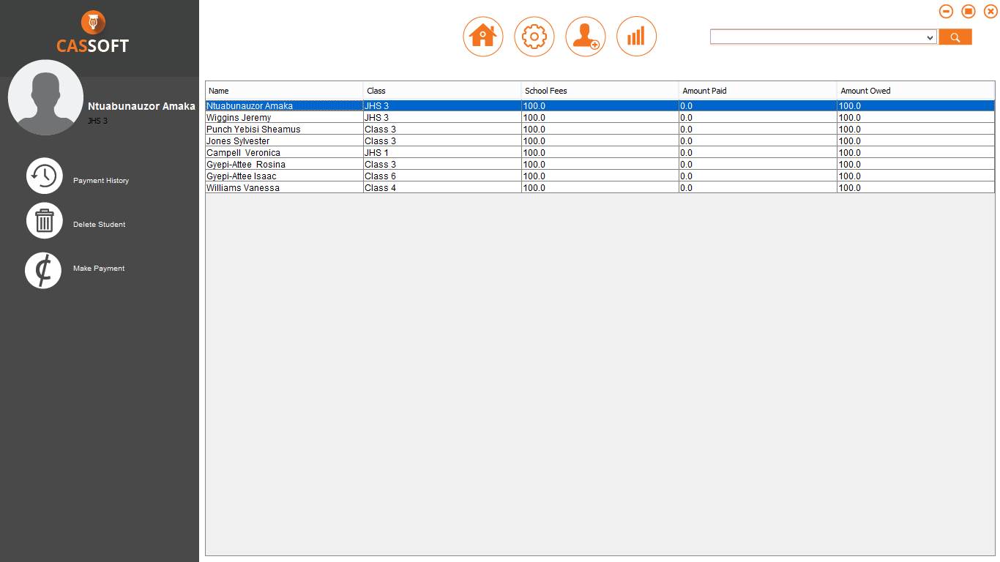 CASSOFT
Ntuabunauzor Amaka
JHS 3
Payment History
Delete Student
Make Payment
Name Class School Fees Amount Paid Amount Owed
Ntuabunauzor Amaka JHS 3 100.0 0.0 100.0
Wiggins Jeremy JHS 3 100.0 0.0 100.0
Punch Yebisi Sheamus Class 3 100.0 0.0 100.0
Jones Sylvester Class 3 100.0 0.0 100.0
Campell  Veronica JHS 1 100.0 0.0 100.0
Gyepi-Attee  Rosina Class 3 100.0 0.0 100.0
Gyepi-Attee Isaac Class 6 100.0 0.0 100.0
Williams Vanessa Class 4 100.0 0.0 100.0